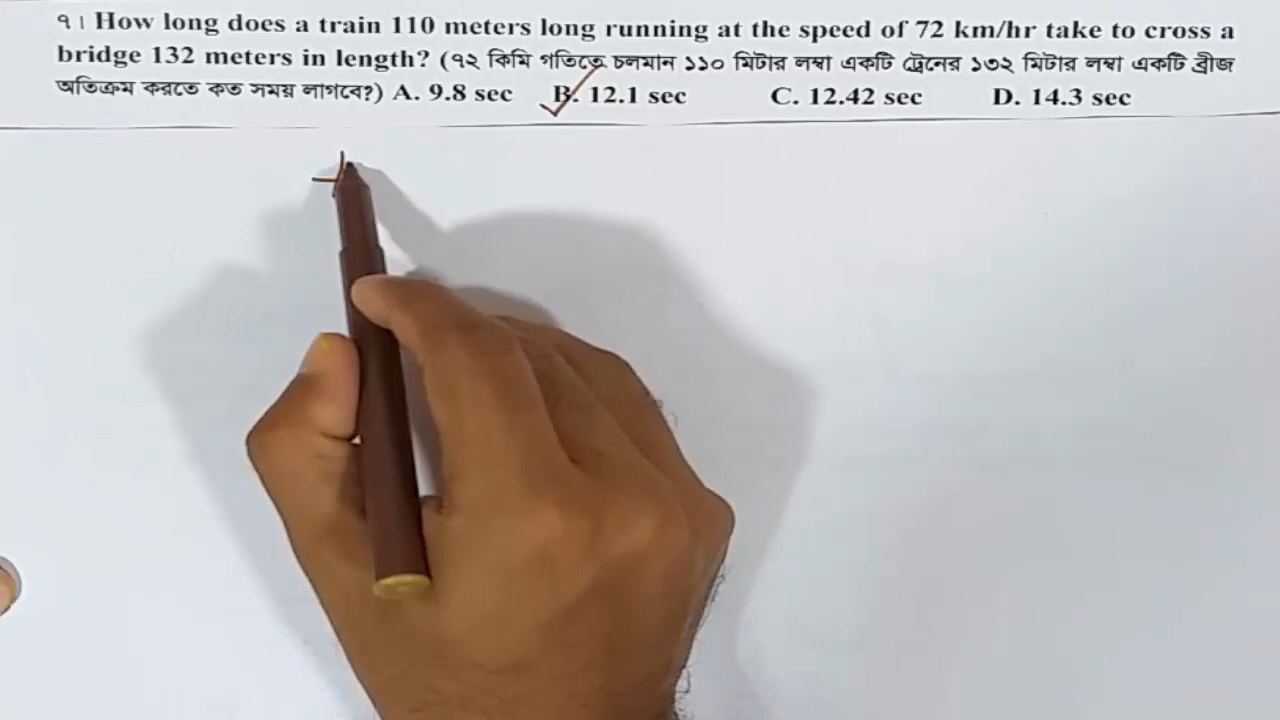 ৭। How long does a train 110 meters long running at the speed of 72 km/hr take to cross a
bridge 132 meters in length? (৭২ কিমি গতিতে চলমান ১১০ মিটার লম্বা একটি ট্রেনের ১৩২ মিটার লম্বা একটি ব্রীজ
অতিক্রম করতে কত সময় লাগবে?) A. 9.8 sec B. 12.1 sec C. 12.42 sec D. 14.3 sec